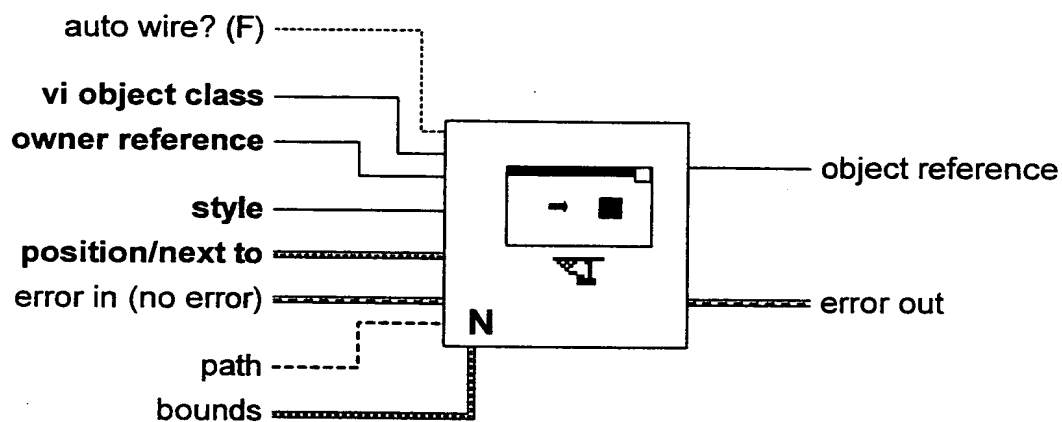 auto wire? (F)
vi object class
owner reference
style
position/next to
error in (no error)
path
bounds
N
object reference
error out